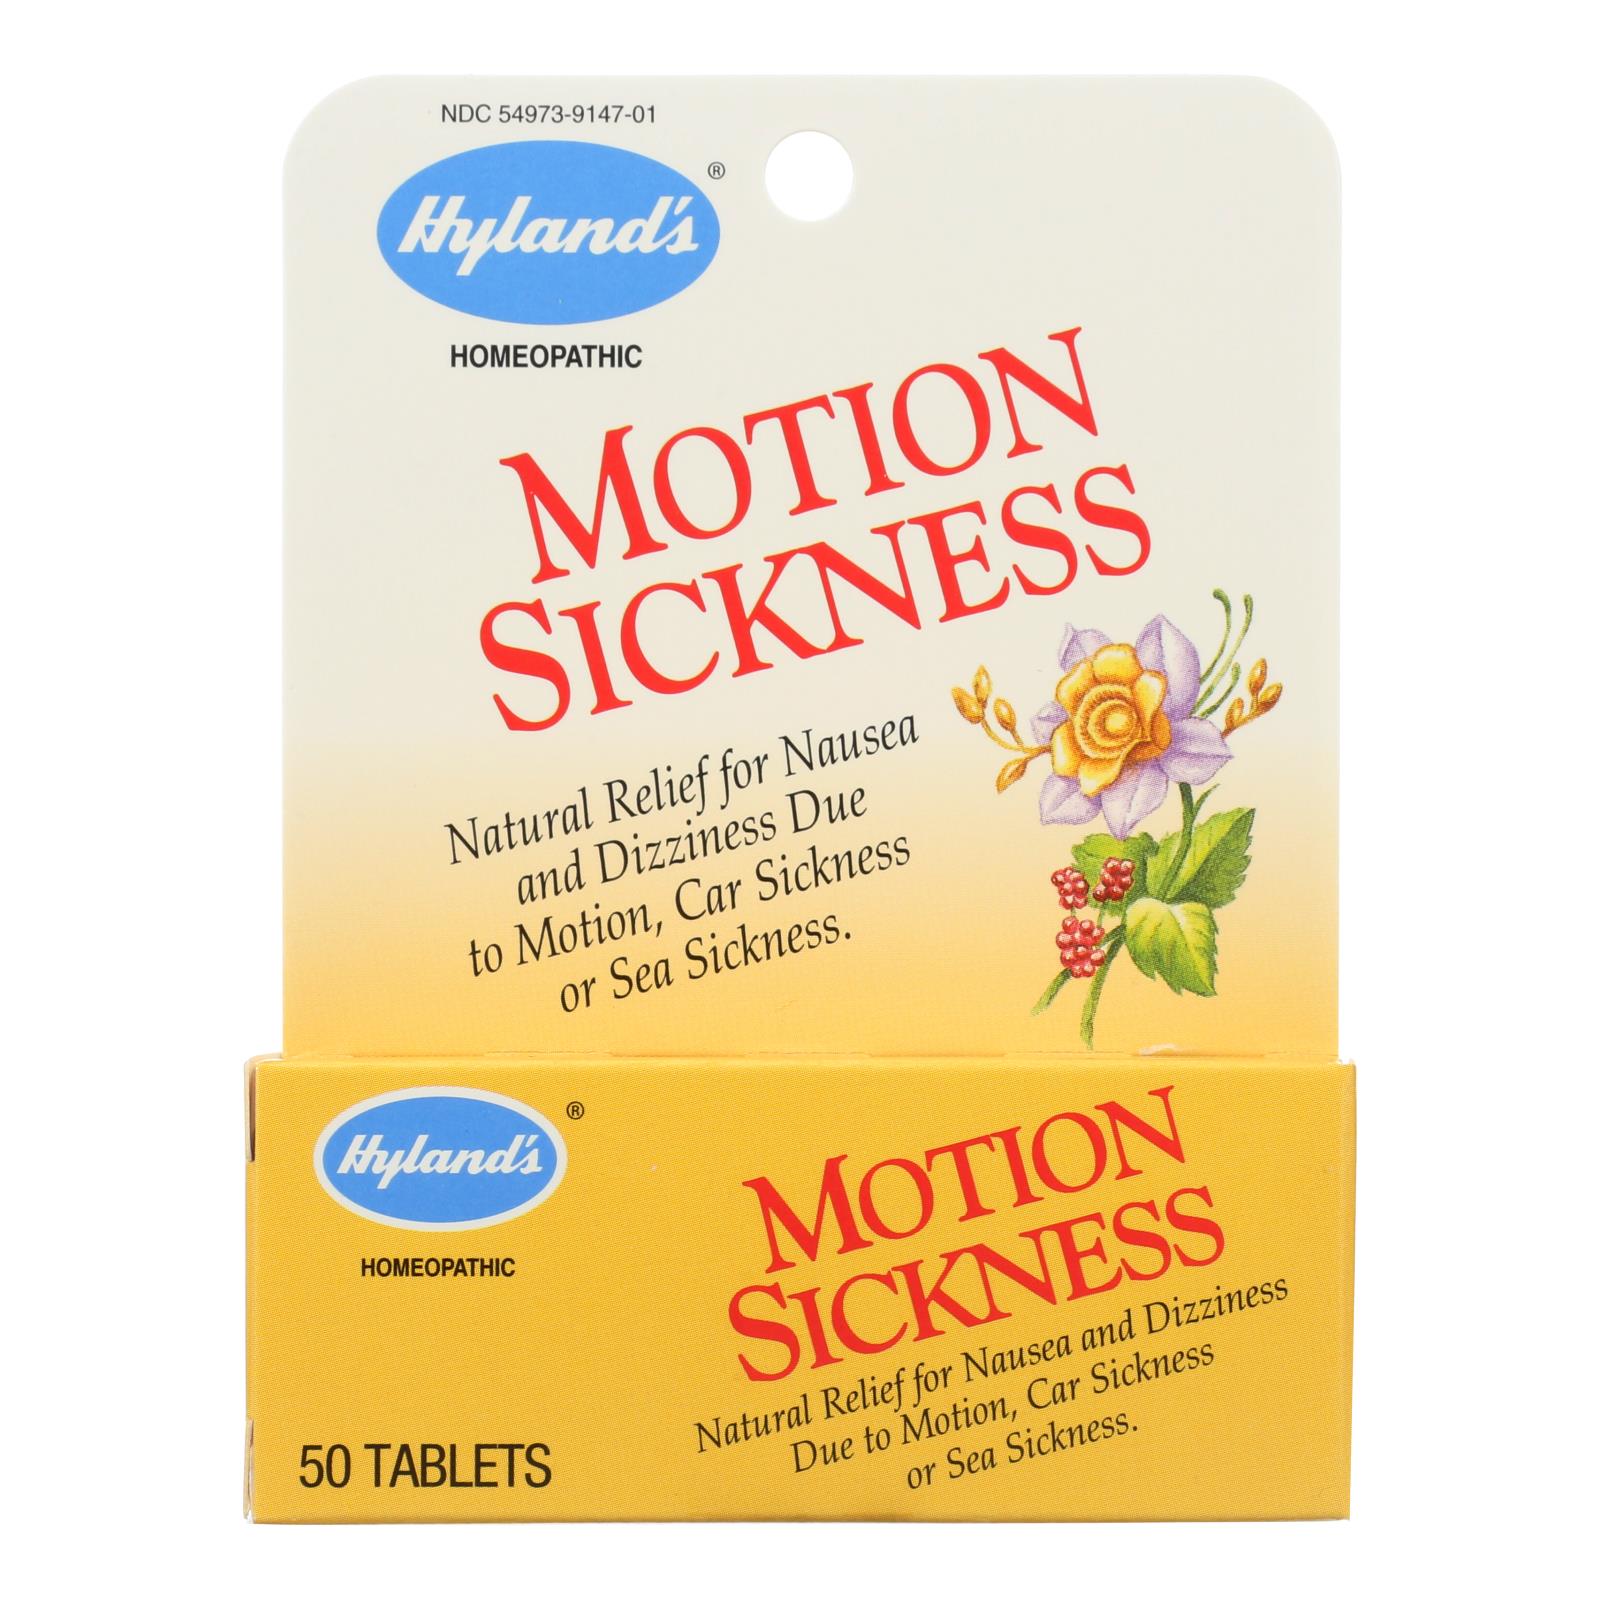 NDC 54973-9147-01
Hyland's®
HOMEOPATHIC
MOTION
SICKNESS
Natural Relief for Nausea
and Dizziness Due
to Motion, Car Sickness
or Sea Sickness.
Hyland's®
HOMEOPATHIC
50 TABLETS
MOTION
SICKNESS
Natural Relief for Nausea and Dizziness
Due to Motion, Car Sickness
or Sea Sickness.